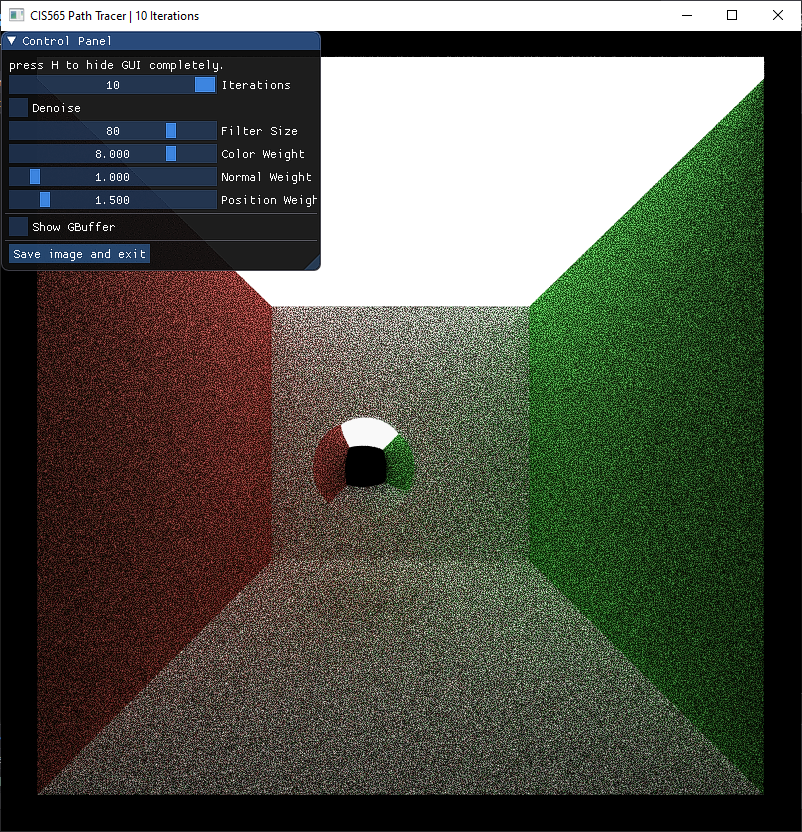 CIS565 Path Tracer | 10 Iterations
Control Panel
press H to hide GUI completely.
10 Iterations
Denoise
80 Filter Size
8.000 Color Weight
1.000 Normal Weight
1.500 Position Weigh
Show GBuffer
Save image and exit